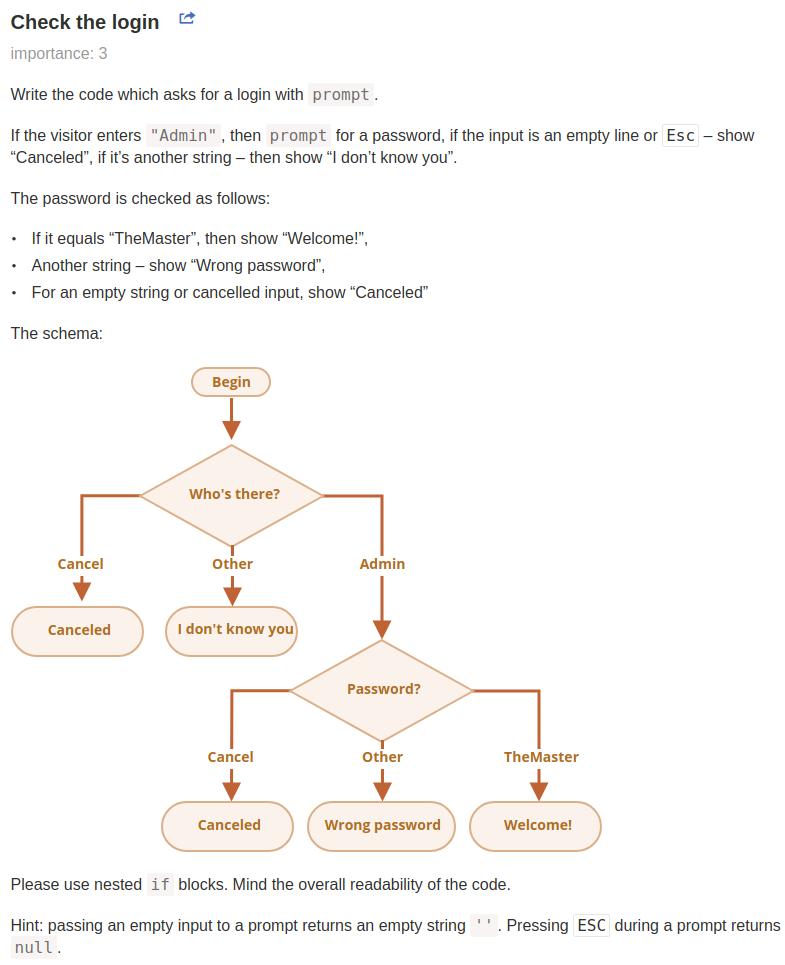 Check the login
importance: 3
Write the code which asks for a login with prompt.
If the visitor enters "Admin", then prompt for a password, if the input is an empty line or Esc – show
“Canceled”, if it’s another string – then show “I don’t know you”.
The password is checked as follows:
• If it equals “TheMaster”, then show “Welcome!”,
• Another string – show “Wrong password”,
• For an empty string or cancelled input, show “Canceled”
The schema:
Begin
Who's there?
Cancel
Other
Admin
Canceled
I don't know you
Password?
Cancel
Other
TheMaster
Canceled
Wrong password
Welcome!
Please use nested if blocks. Mind the overall readability of the code.
Hint: passing an empty input to a prompt returns an empty string ''. Pressing ESC during a prompt returns
null.